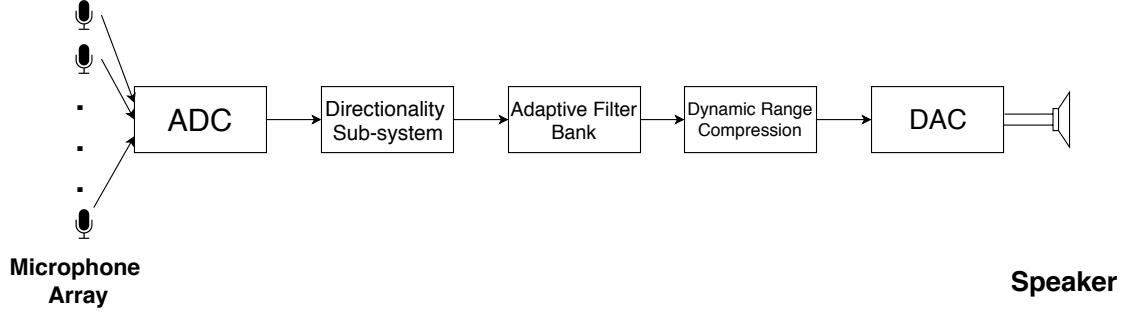 ADC
Directionality
Sub-system
Adaptive Filter
Bank
Dynamic Range
Compression
DAC
Microphone
Array
Speaker